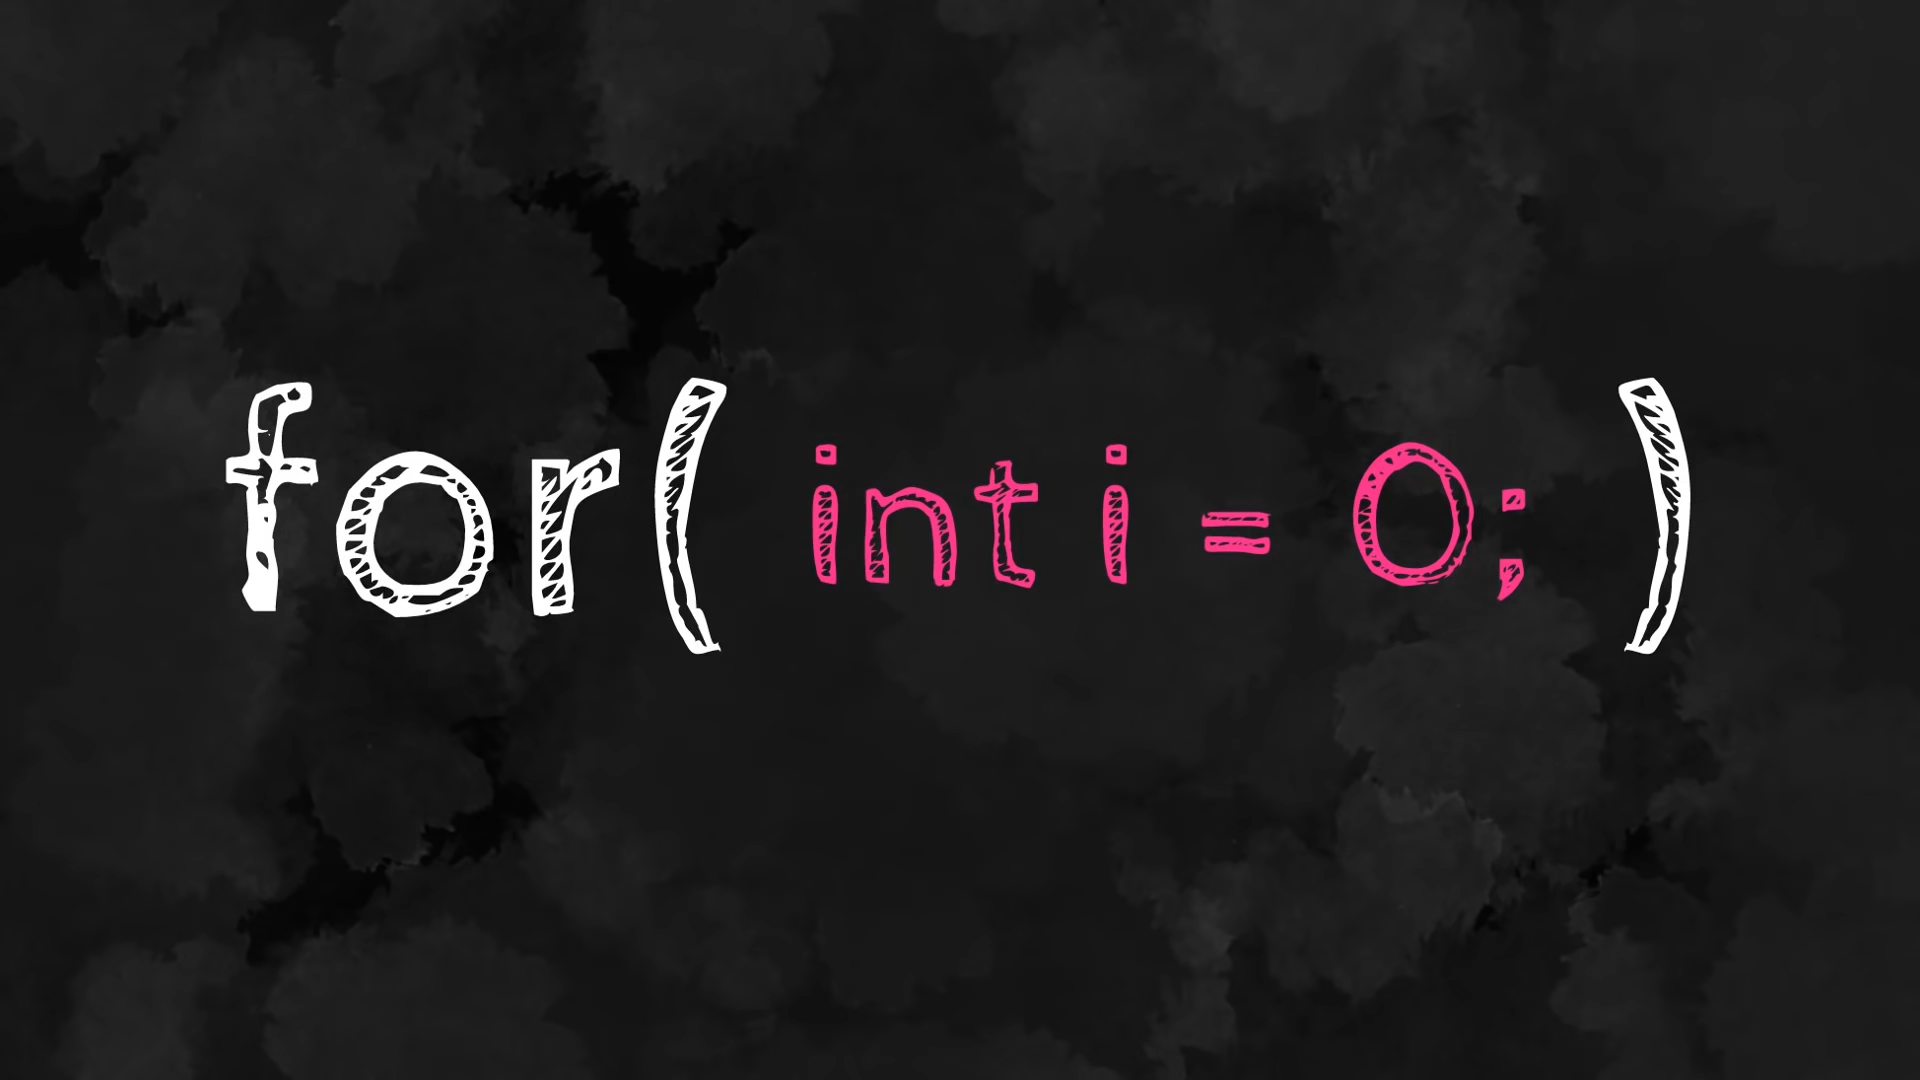 for( int i = 0; )